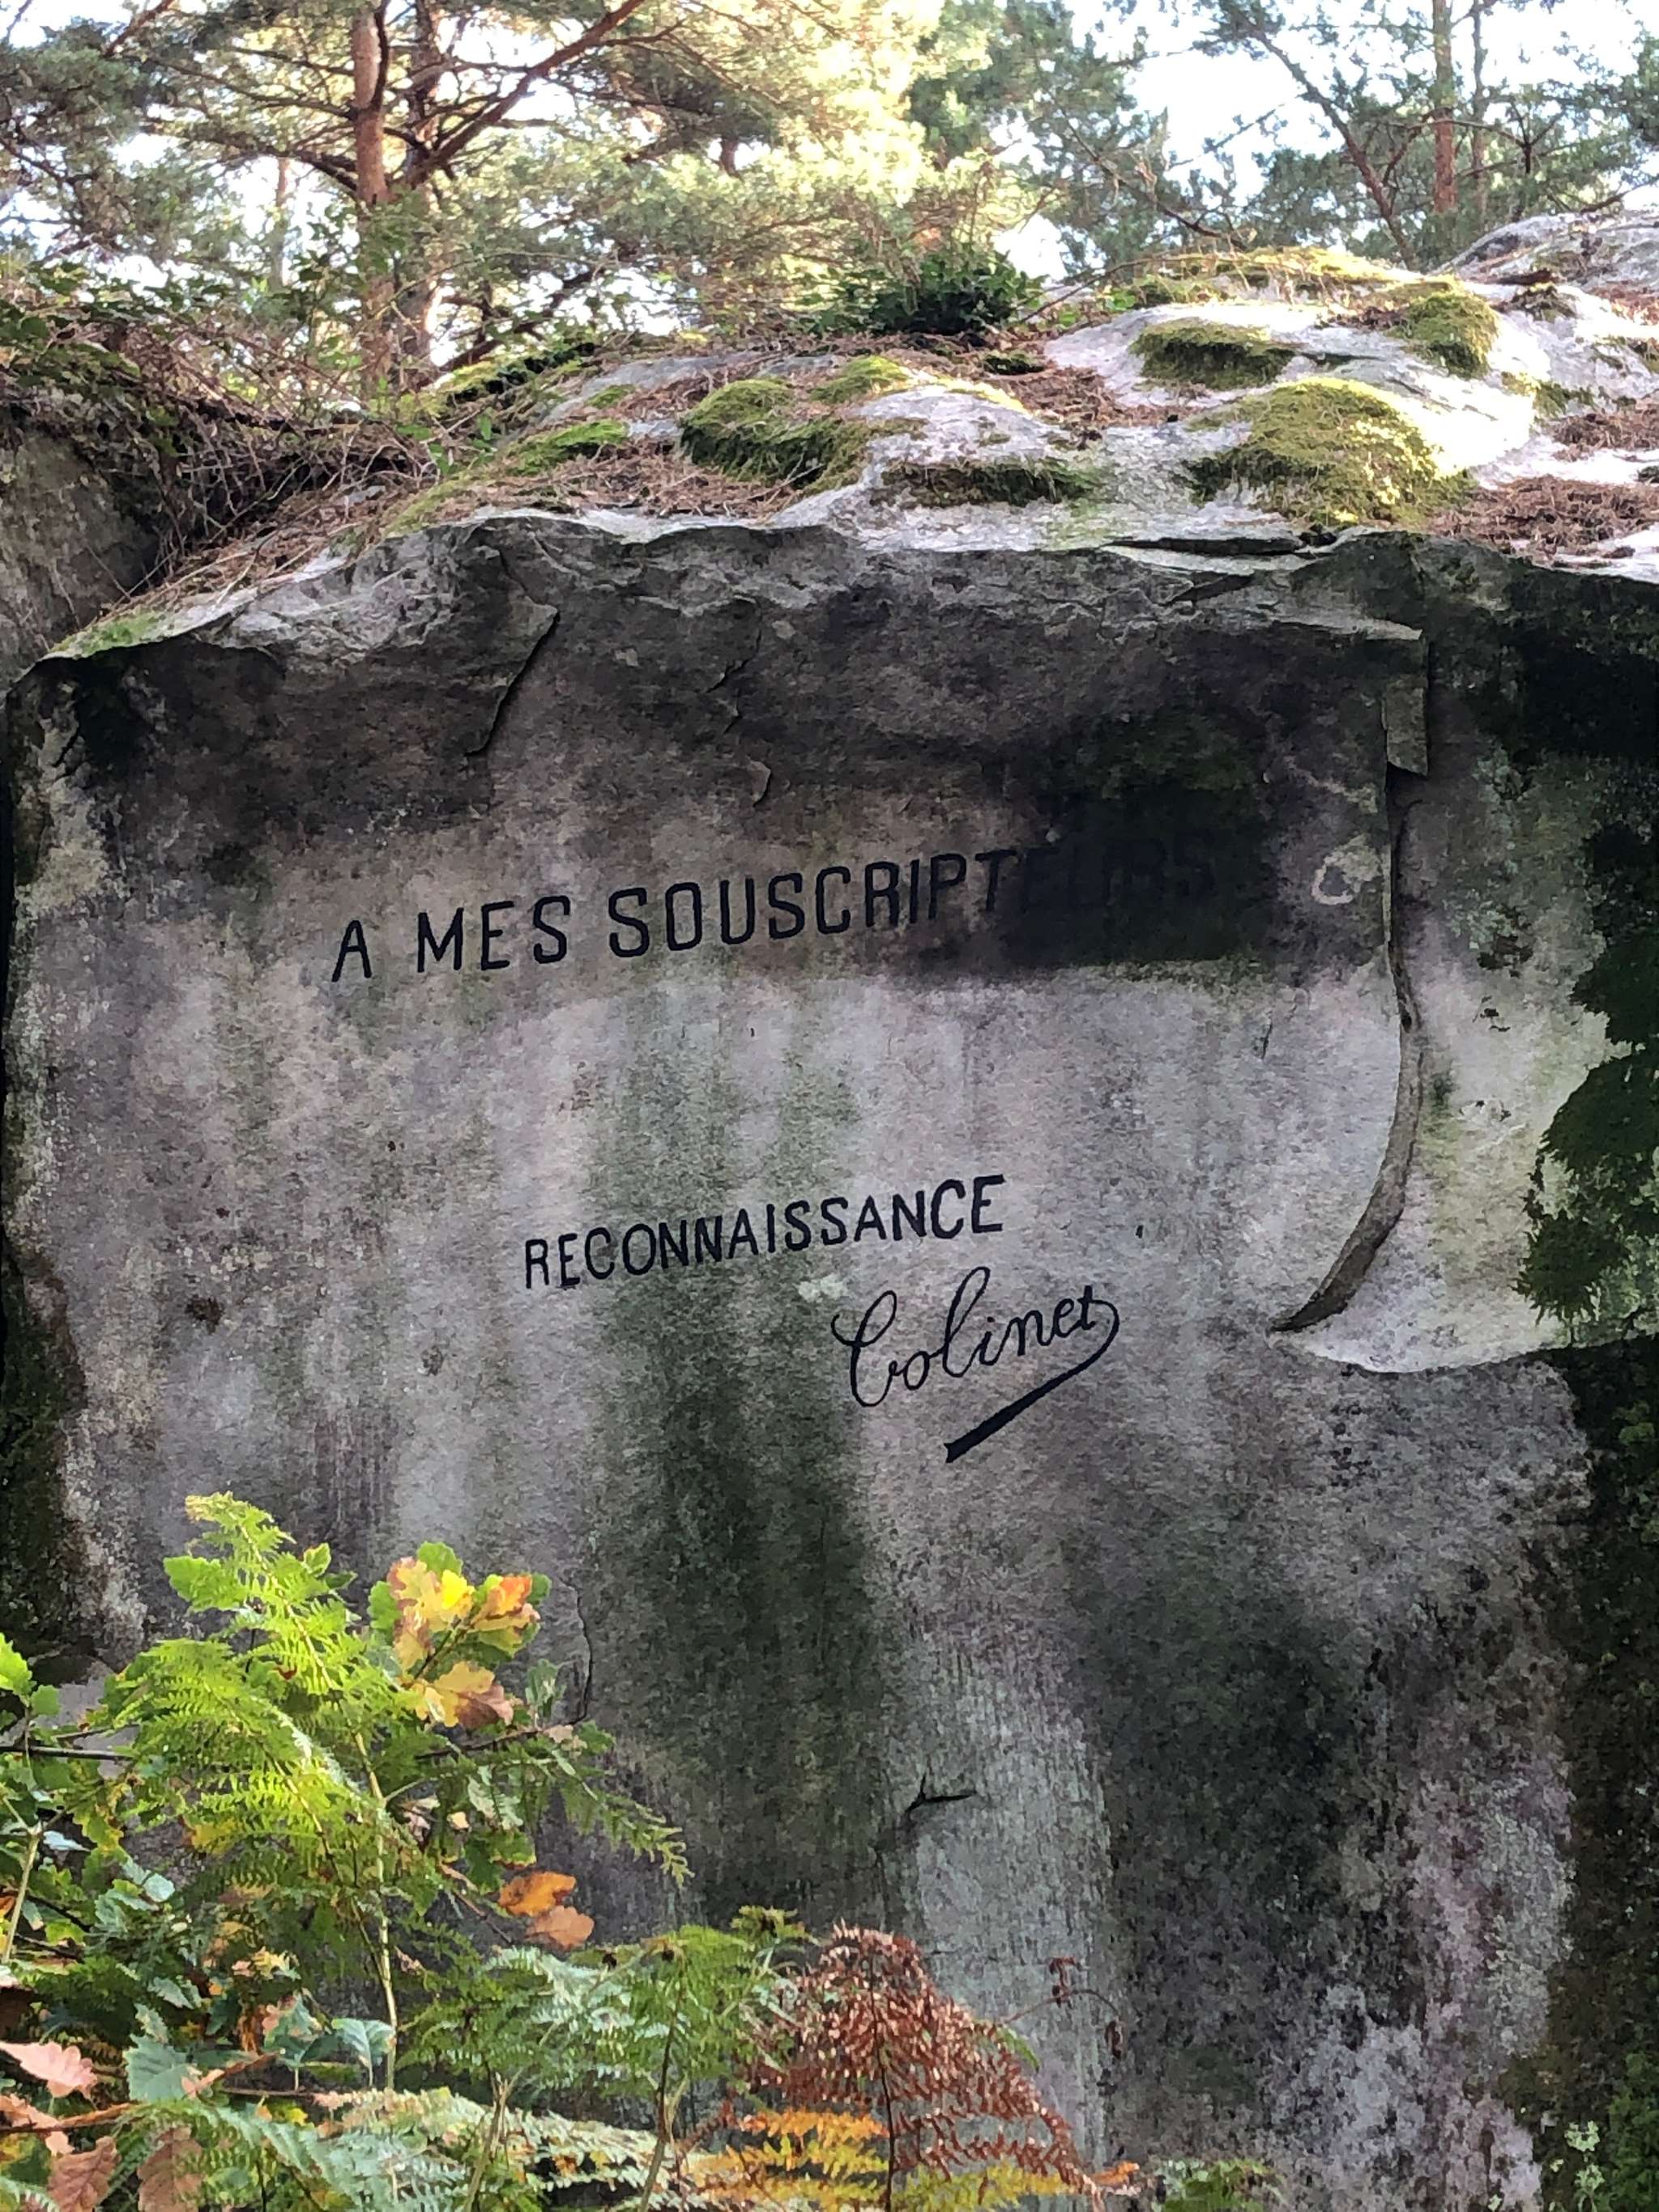 A MES SOUSCRIPTEURS
RECONNAISSANCE
Colinet